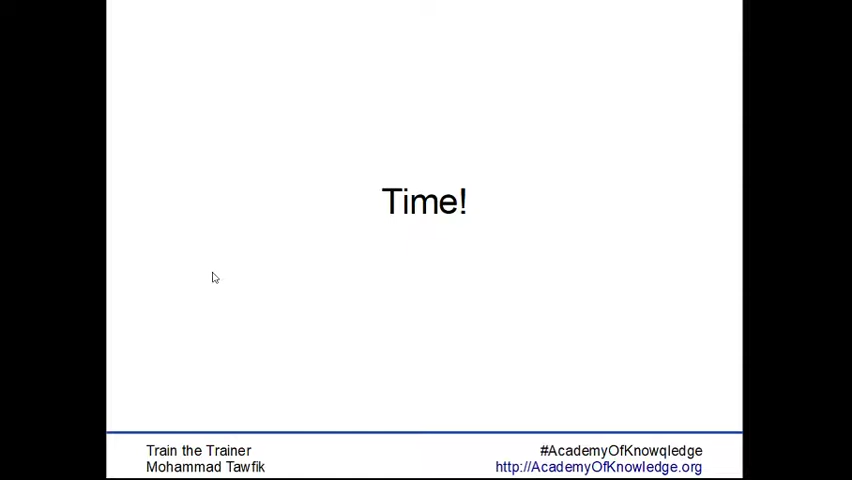 Time!
Train the Trainer
Mohammad Tawfik
#AcademyOfKnowqledge
http://AcademyOfKnowledge.org